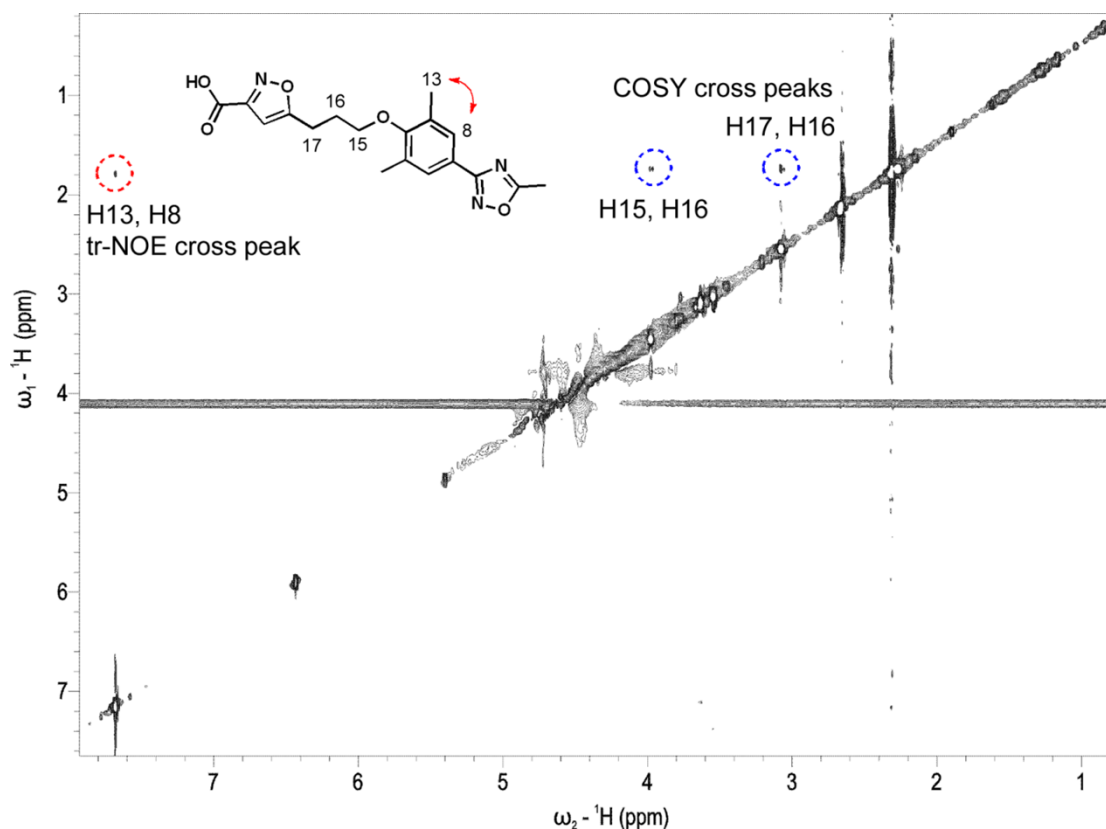 13
COSY cross peaks
H17, H16
HO
O
N
O
16
O
8
17
15
N
N
O
H13, H8
tr-NOE cross peak
H15, H16
1
2
3
4
5
6
7
ω₁ - ¹H (ppm)
7 6 5 4 3 2 1
ω₂ - ¹H (ppm)